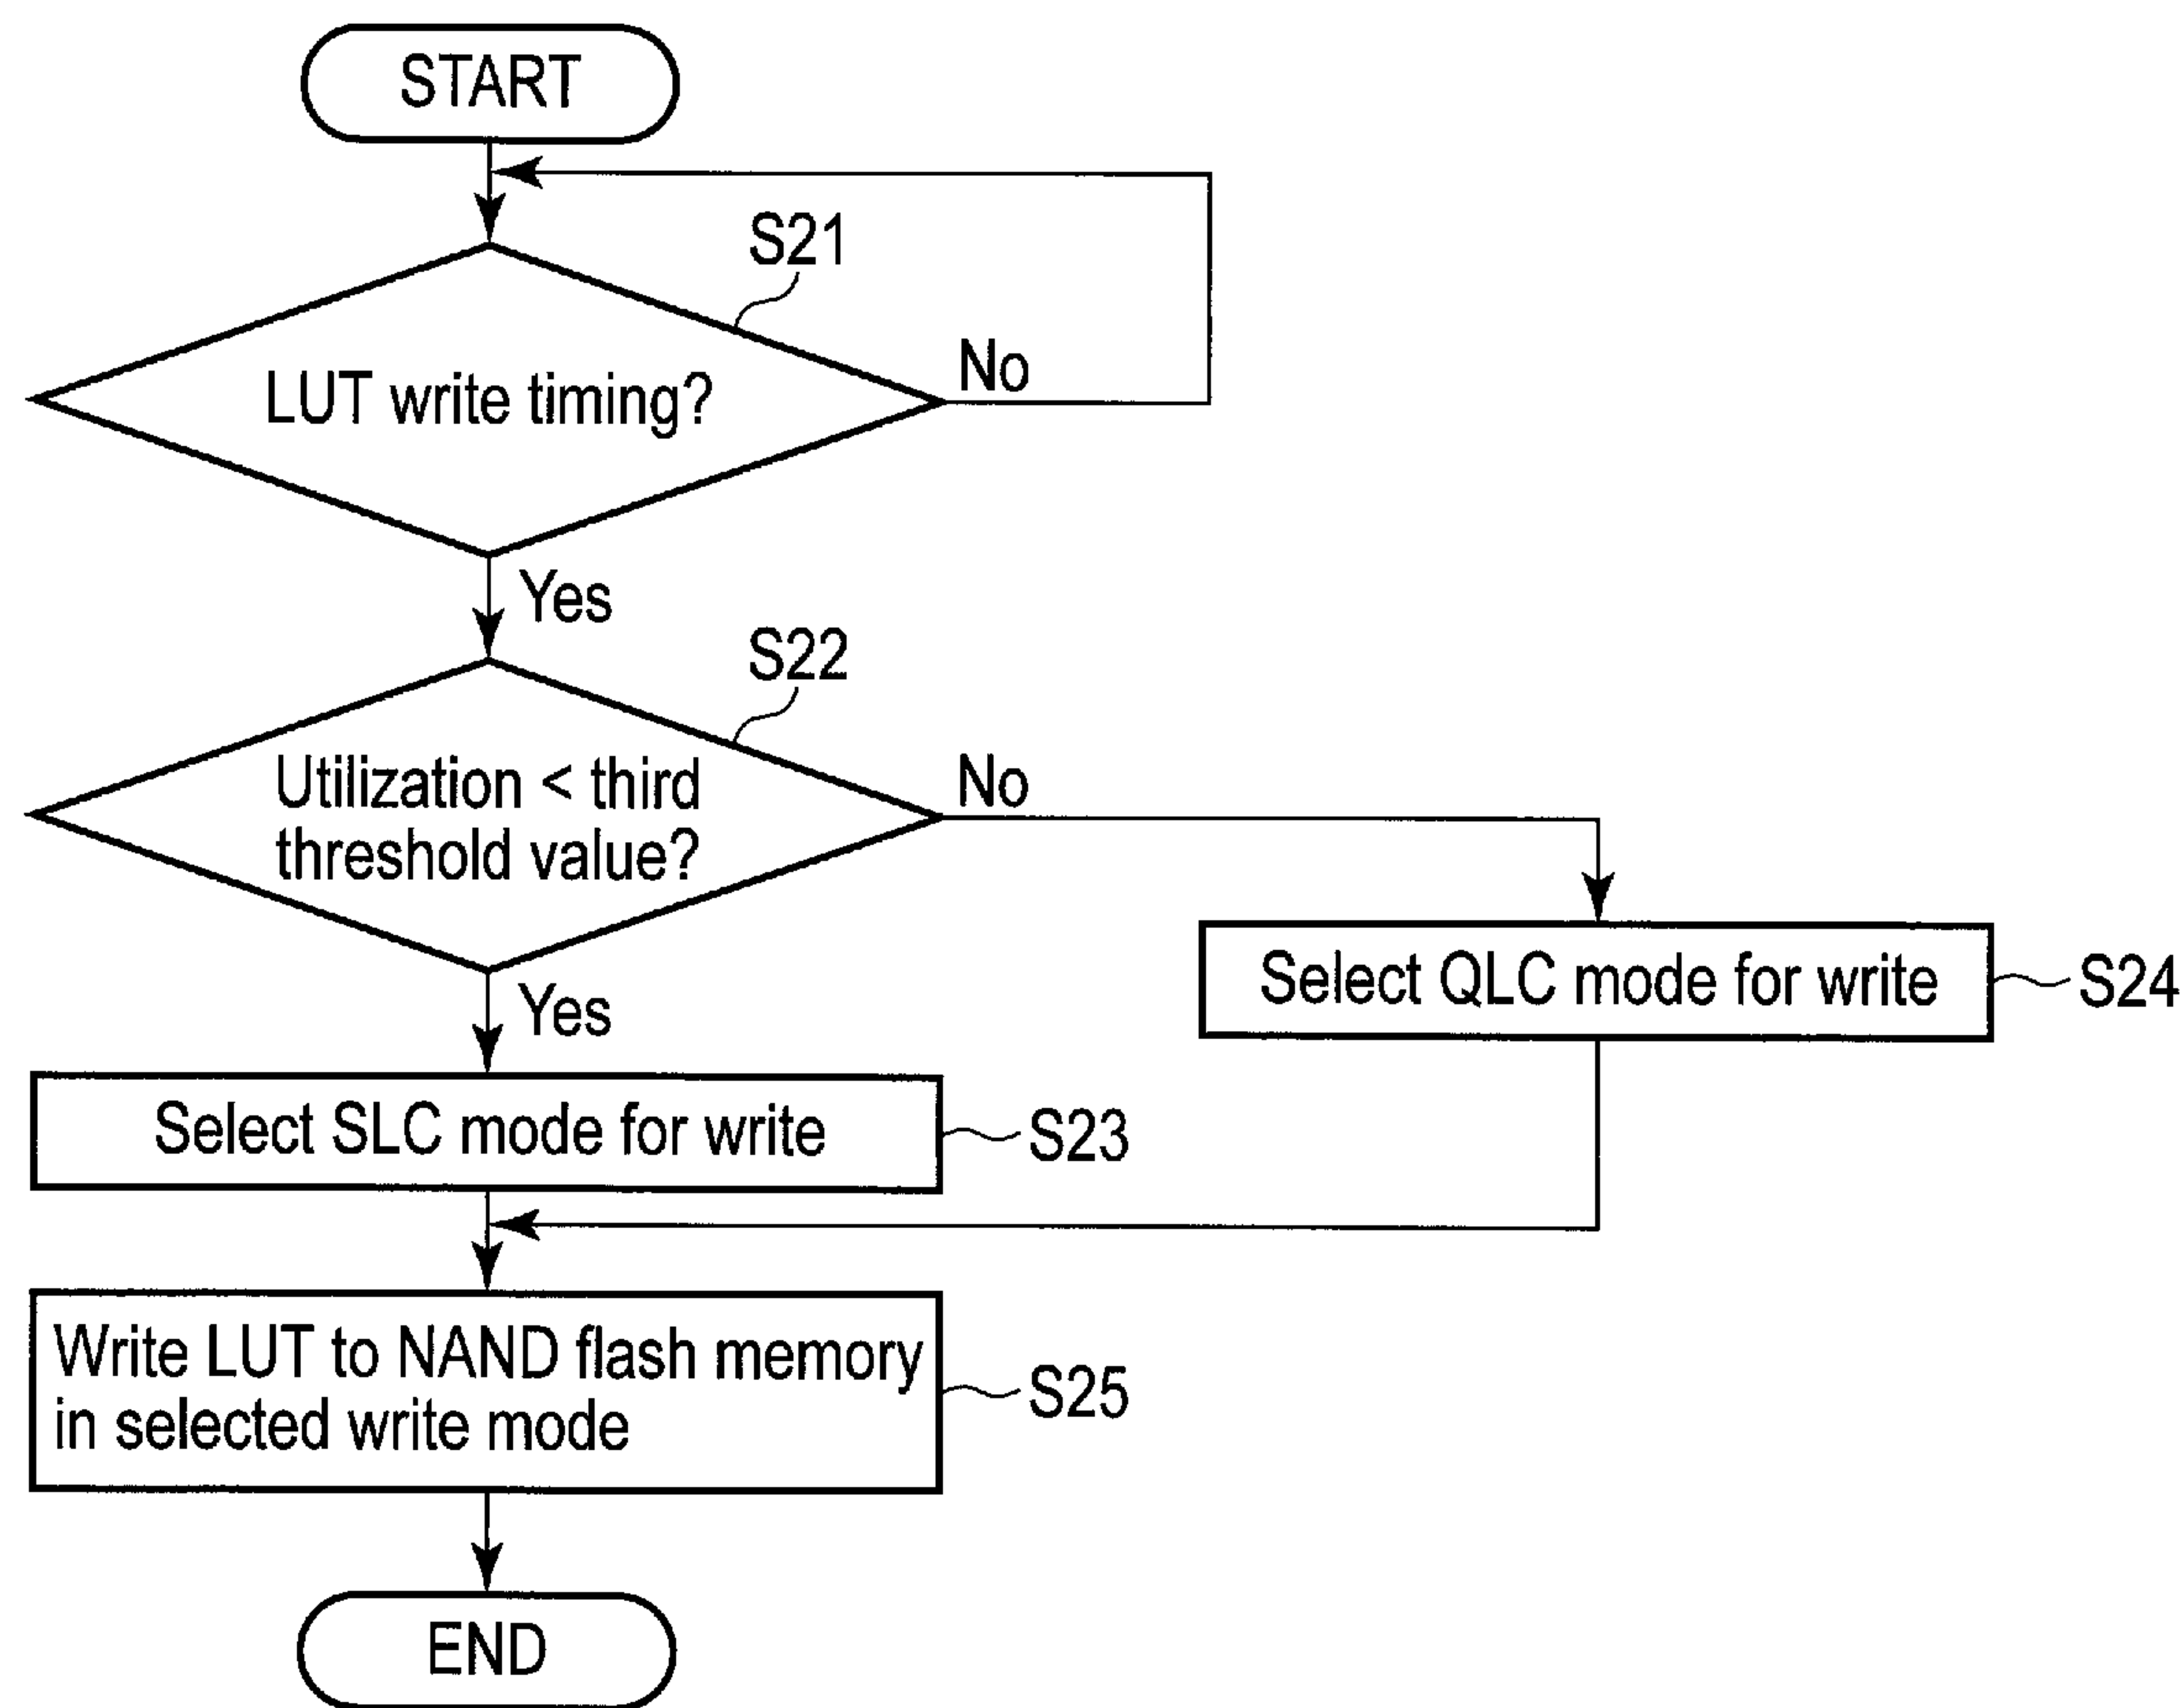 START
S21
LUT write timing?
No
Yes
S22
Utilization < third
threshold value?
No
Yes
Select QLC mode for write
S24
Select SLC mode for write
S23
Write LUT to NAND flash memory
in selected write mode
S25
END